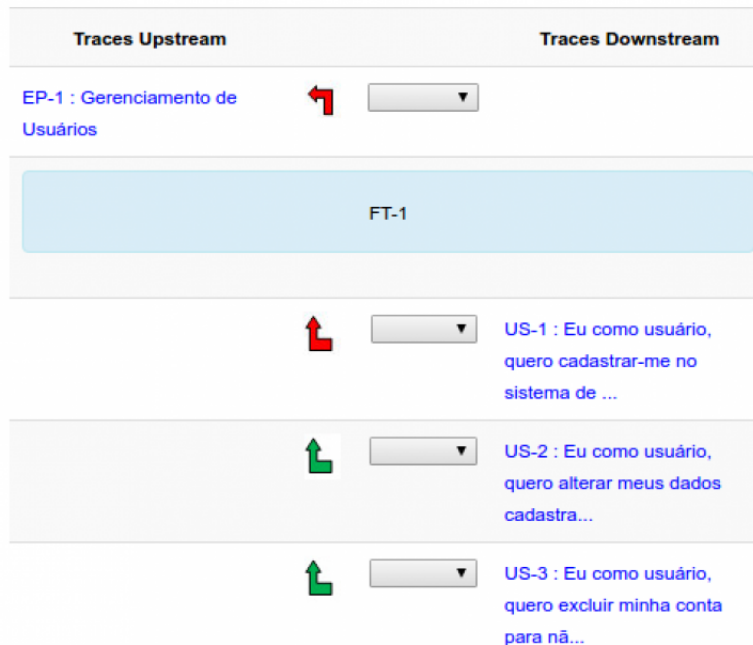 Traces Upstream Traces Downstream
EP-1 : Gerenciamento de
Usuários
FT-1
US-1 : Eu como usuário,
quero cadastrar-me no
sistema de ...
US-2 : Eu como usuário,
quero alterar meus dados
cadastra...
US-3 : Eu como usuário,
quero excluir minha conta
para nã...